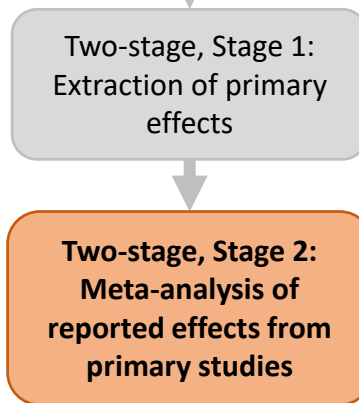 Two-stage, Stage 1:
Extraction of primary
effects
Two-stage, Stage 2:
Meta-analysis of
reported effects from
primary studies